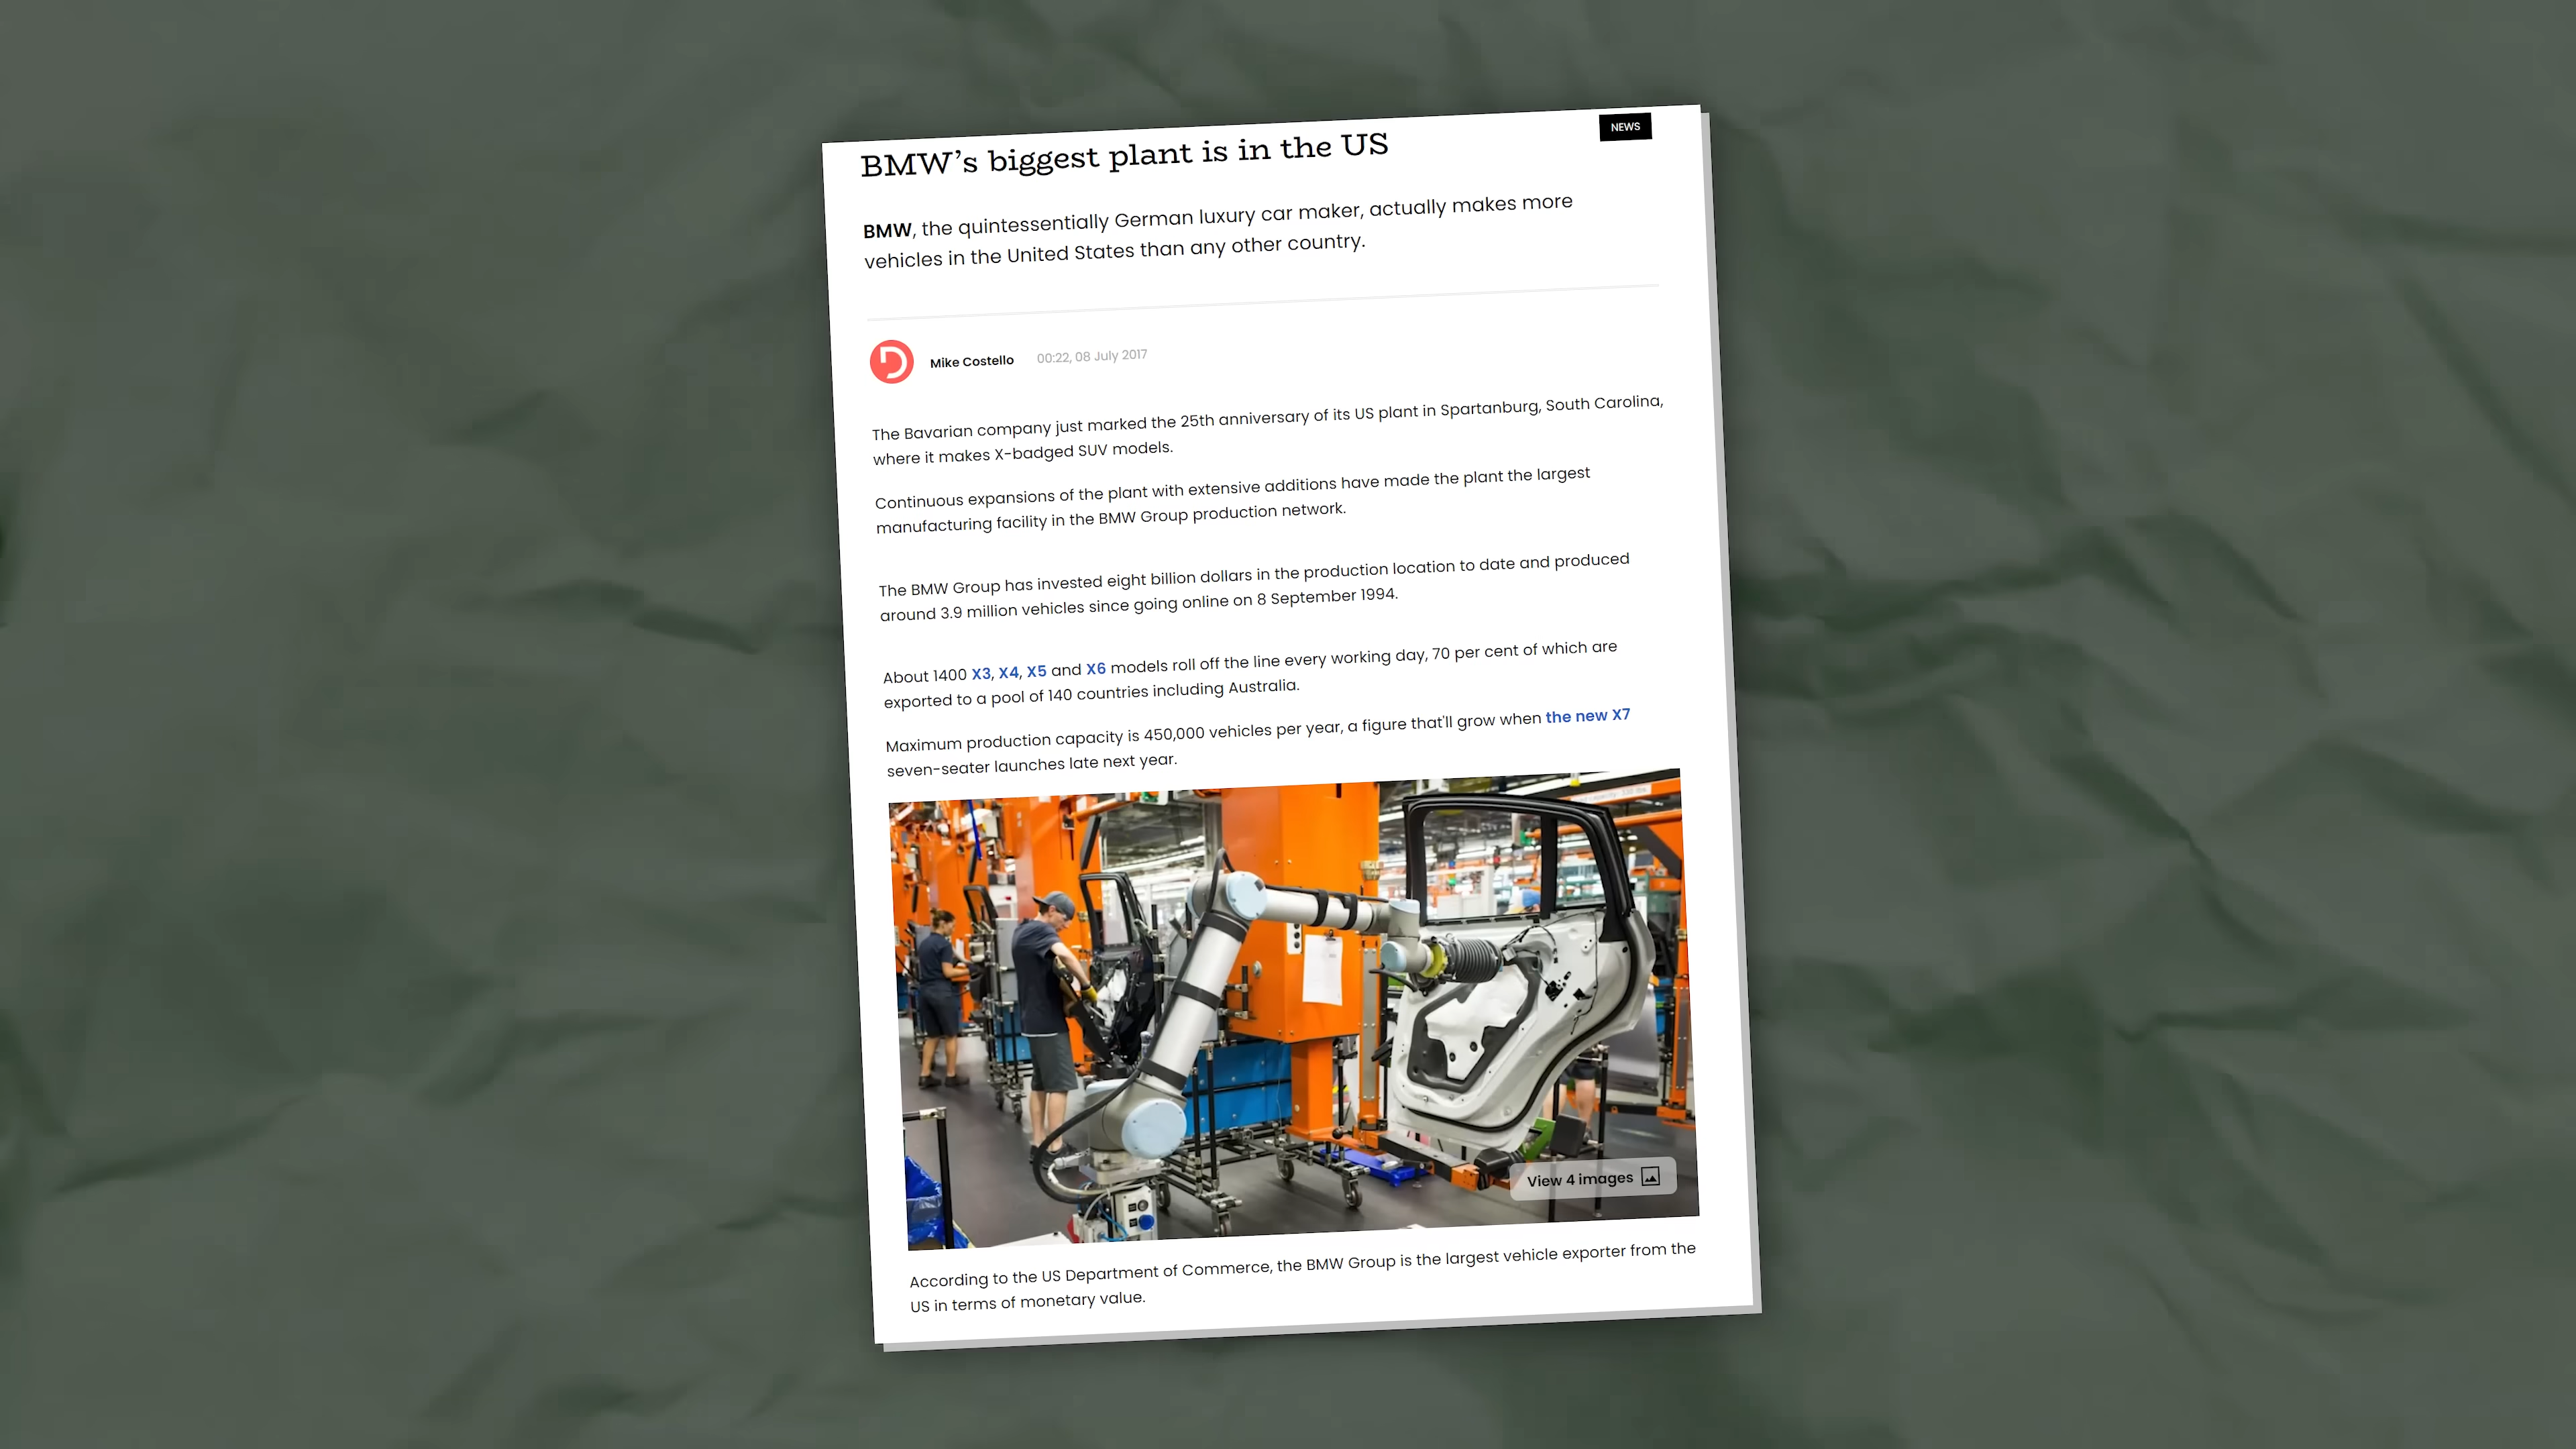 BMW’s biggest plant is in the US
NEWS
BMW, the quintessentially German luxury car maker, actually makes more
vehicles in the United States than any other country.
Mike Costello 00:22, 08 July 2017
The Bavarian company just marked the 25th anniversary of its US plant in Spartanburg, South Carolina,
where it makes X-badged SUV models.
Continuous expansions of the plant with extensive additions have made the plant the largest
manufacturing facility in the BMW Group production network.
The BMW Group has invested eight billion dollars in the production location to date and produced
around 3.9 million vehicles since going online on 8 September 1994.
About 1400 X3, X4, X5 and X6 models roll off the line every working day, 70 per cent of which are
exported to a pool of 140 countries including Australia.
Maximum production capacity is 450,000 vehicles per year, a figure that'll grow when the new X7
seven-seater launches late next year.
View 4 images
According to the US Department of Commerce, the BMW Group is the largest vehicle exporter from the
US in terms of monetary value.